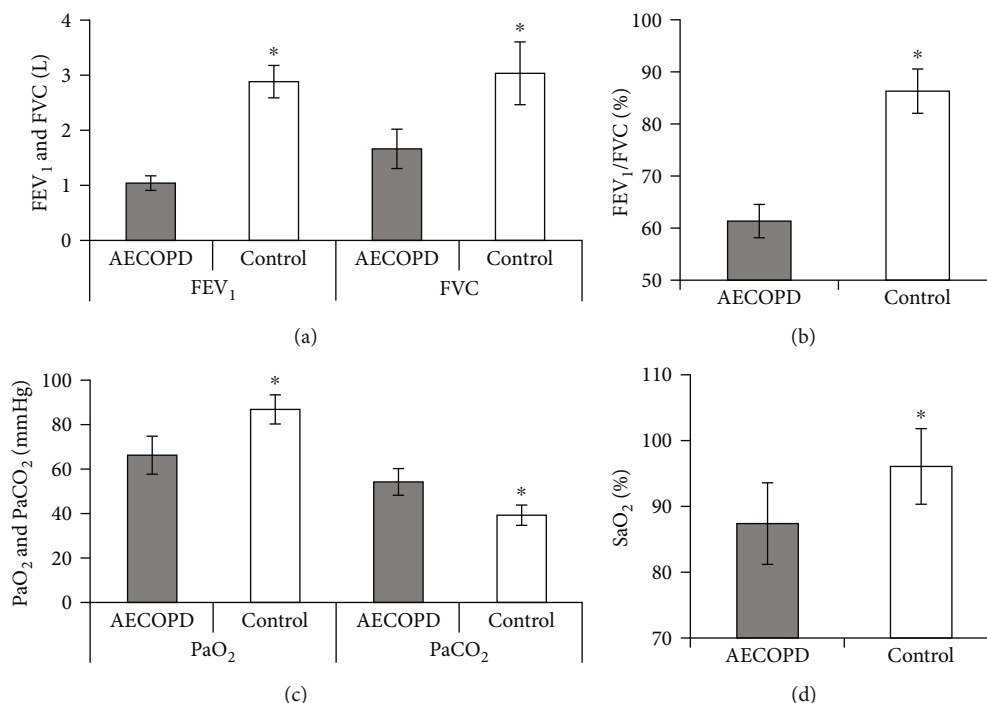 FEV₁ and FVC (L)
4
3
2
1
0
*
*
AECOPD Control AECOPD Control
FEV₁ FVC
(a)
FEV₁/FVC (%)
100
90
80
70
60
50
*
AECOPD Control
(b)
PaO₂ and PaCO₂ (mmHg)
100
80
60
40
20
0
*
*
AECOPD Control AECOPD Control
PaO₂ PaCO₂
(c)
SaO₂ (%)
110
100
90
80
70
*
AECOPD Control
(d)